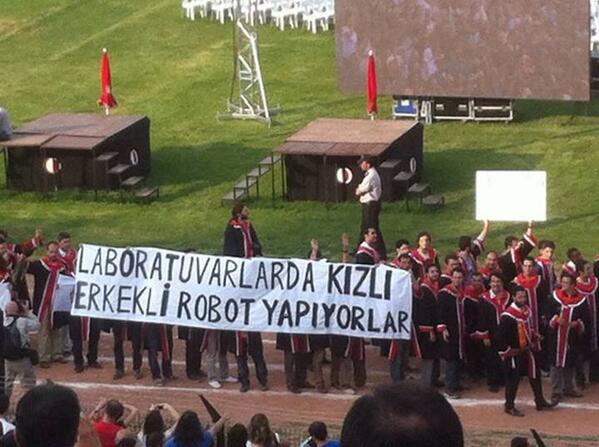 LABORATUVARLARDA KIZLI
ERKEKLİ ROBOT YAPIYORLAR